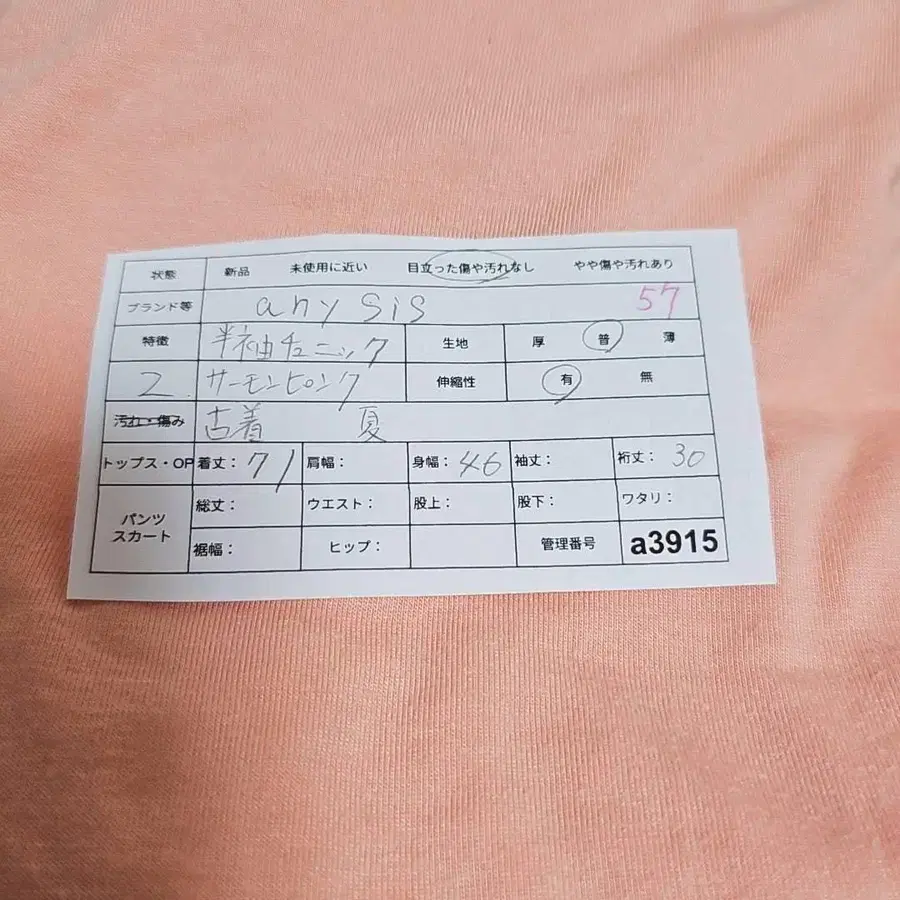 状態 新品 未使用に近い 目立った傷や汚れなし やや傷や汚れあり
ブランド等 any sis 57
特徴 半袖チュニック 生地 厚 普 薄
2 サーモンピンク 伸縮性 有 無
汚れ・傷み 古着 夏
トップス・OP 着丈: 71 肩幅: 身幅: 46 袖丈: 裄丈: 30
パンツ スカート 総丈: ウエスト: 股上: 股下: ワタリ:
裾幅: ヒップ: 管理番号 a3915